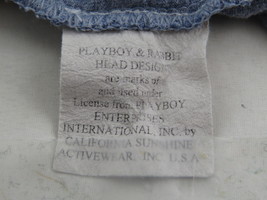 PLAYBOY & RABBIT
HEAD DESIGN
are marks of
and used under
License from PLAYBOY
ENTERPRISES
INTERNATIONAL, INC. by
CALIFORNIA SUNSHINE
ACTIVEWEAR, INC. U.S.A.